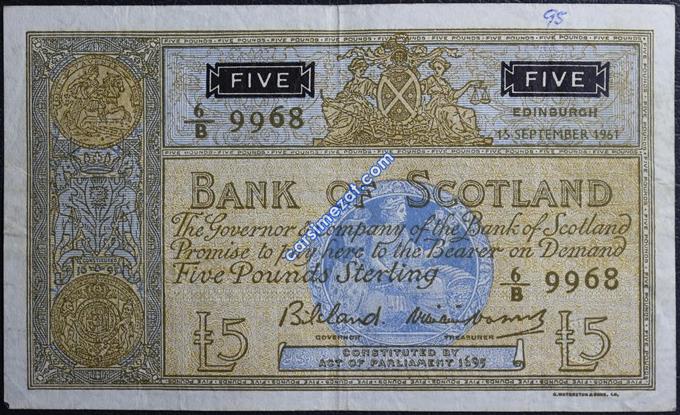 95
FIVE
FIVE
6/B 9968
EDINBURGH
13 SEPTEMBER 1961
BANK OF SCOTLAND
The Governor & Company of the Bank of Scotland
Promise to pay here to the Bearer on Demand
Five Pounds Sterling
6/B 9968
GOVERNOR
TREASURER
£5
£5
CONSTITUTED BY
ACT OF PARLIAMENT 1695
G. WATERSTON & SONS, LD.
carsimezat.com